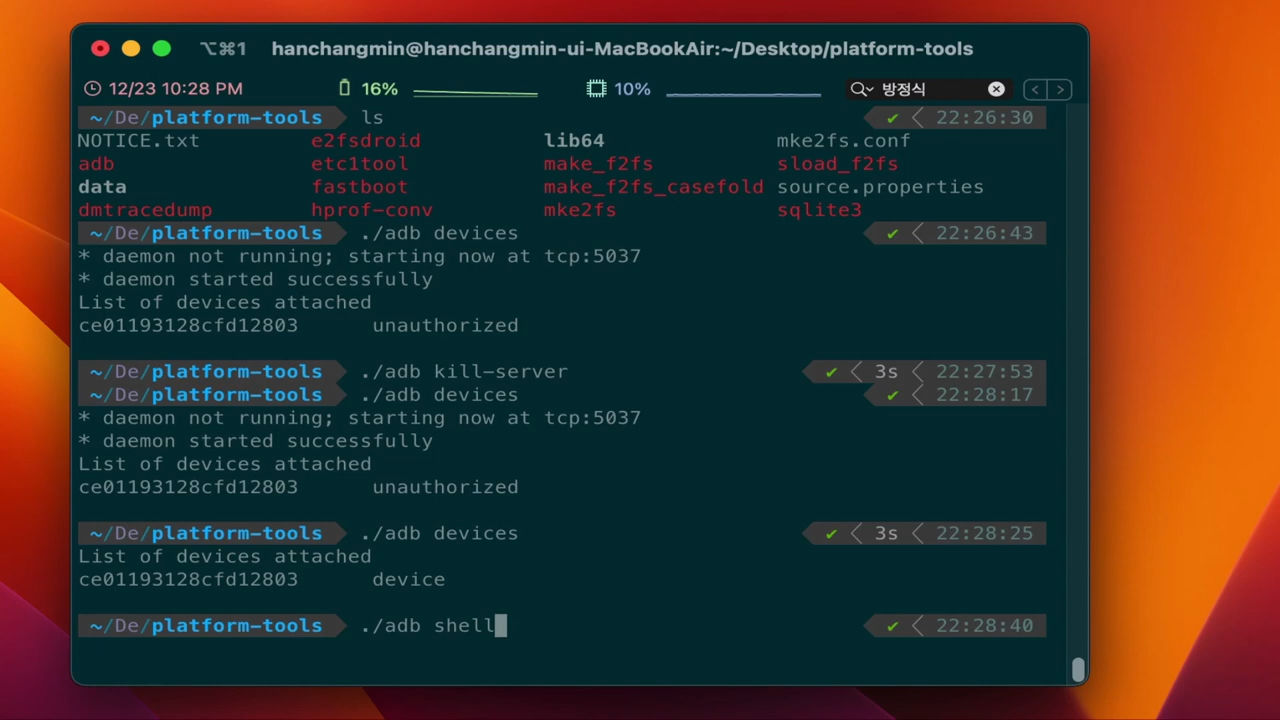 ⌥⌘1 hanchangmin@hanchangmin-ui-MacBookAir:~/Desktop/platform-tools
12/23 10:28 PM 16% 10% 방정식
~/De/platform-tools ls ✔ 22:26:30
NOTICE.txt e2fsdroid lib64 mke2fs.conf
adb etc1tool make_f2fs sload_f2fs
data fastboot make_f2fs_casefold source.properties
dmtracedump hprof-conv mke2fs sqlite3
~/De/platform-tools ./adb devices ✔ 22:26:43
* daemon not running; starting now at tcp:5037
* daemon started successfully
List of devices attached
ce01193128cfd12803 unauthorized
~/De/platform-tools ./adb kill-server ✔ 3s 22:27:53
~/De/platform-tools ./adb devices ✔ 22:28:17
* daemon not running; starting now at tcp:5037
* daemon started successfully
List of devices attached
ce01193128cfd12803 unauthorized
~/De/platform-tools ./adb devices ✔ 3s 22:28:25
List of devices attached
ce01193128cfd12803 device
~/De/platform-tools ./adb shell ✔ 22:28:40